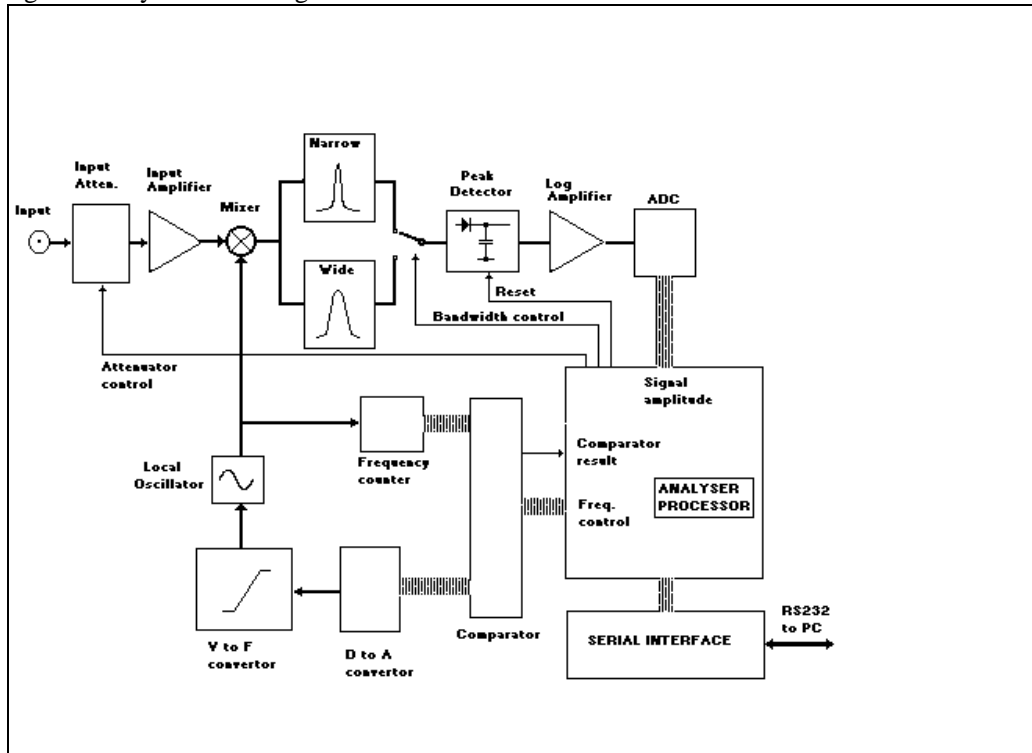 Narrow
Input
Atten.
Input
Amplifier
Mixer
Peak
Detector
Log
Amplifier
ADC
Input
Wide
Reset
Bandwidth control
Attenuator
control
Signal
amplitude
Comparator
result
Local
Oscillator
Frequency
counter
ANALYSER
PROCESSOR
Freq.
control
Comparator
V to F
convertor
D to A
convertor
SERIAL INTERFACE
RS232
to PC